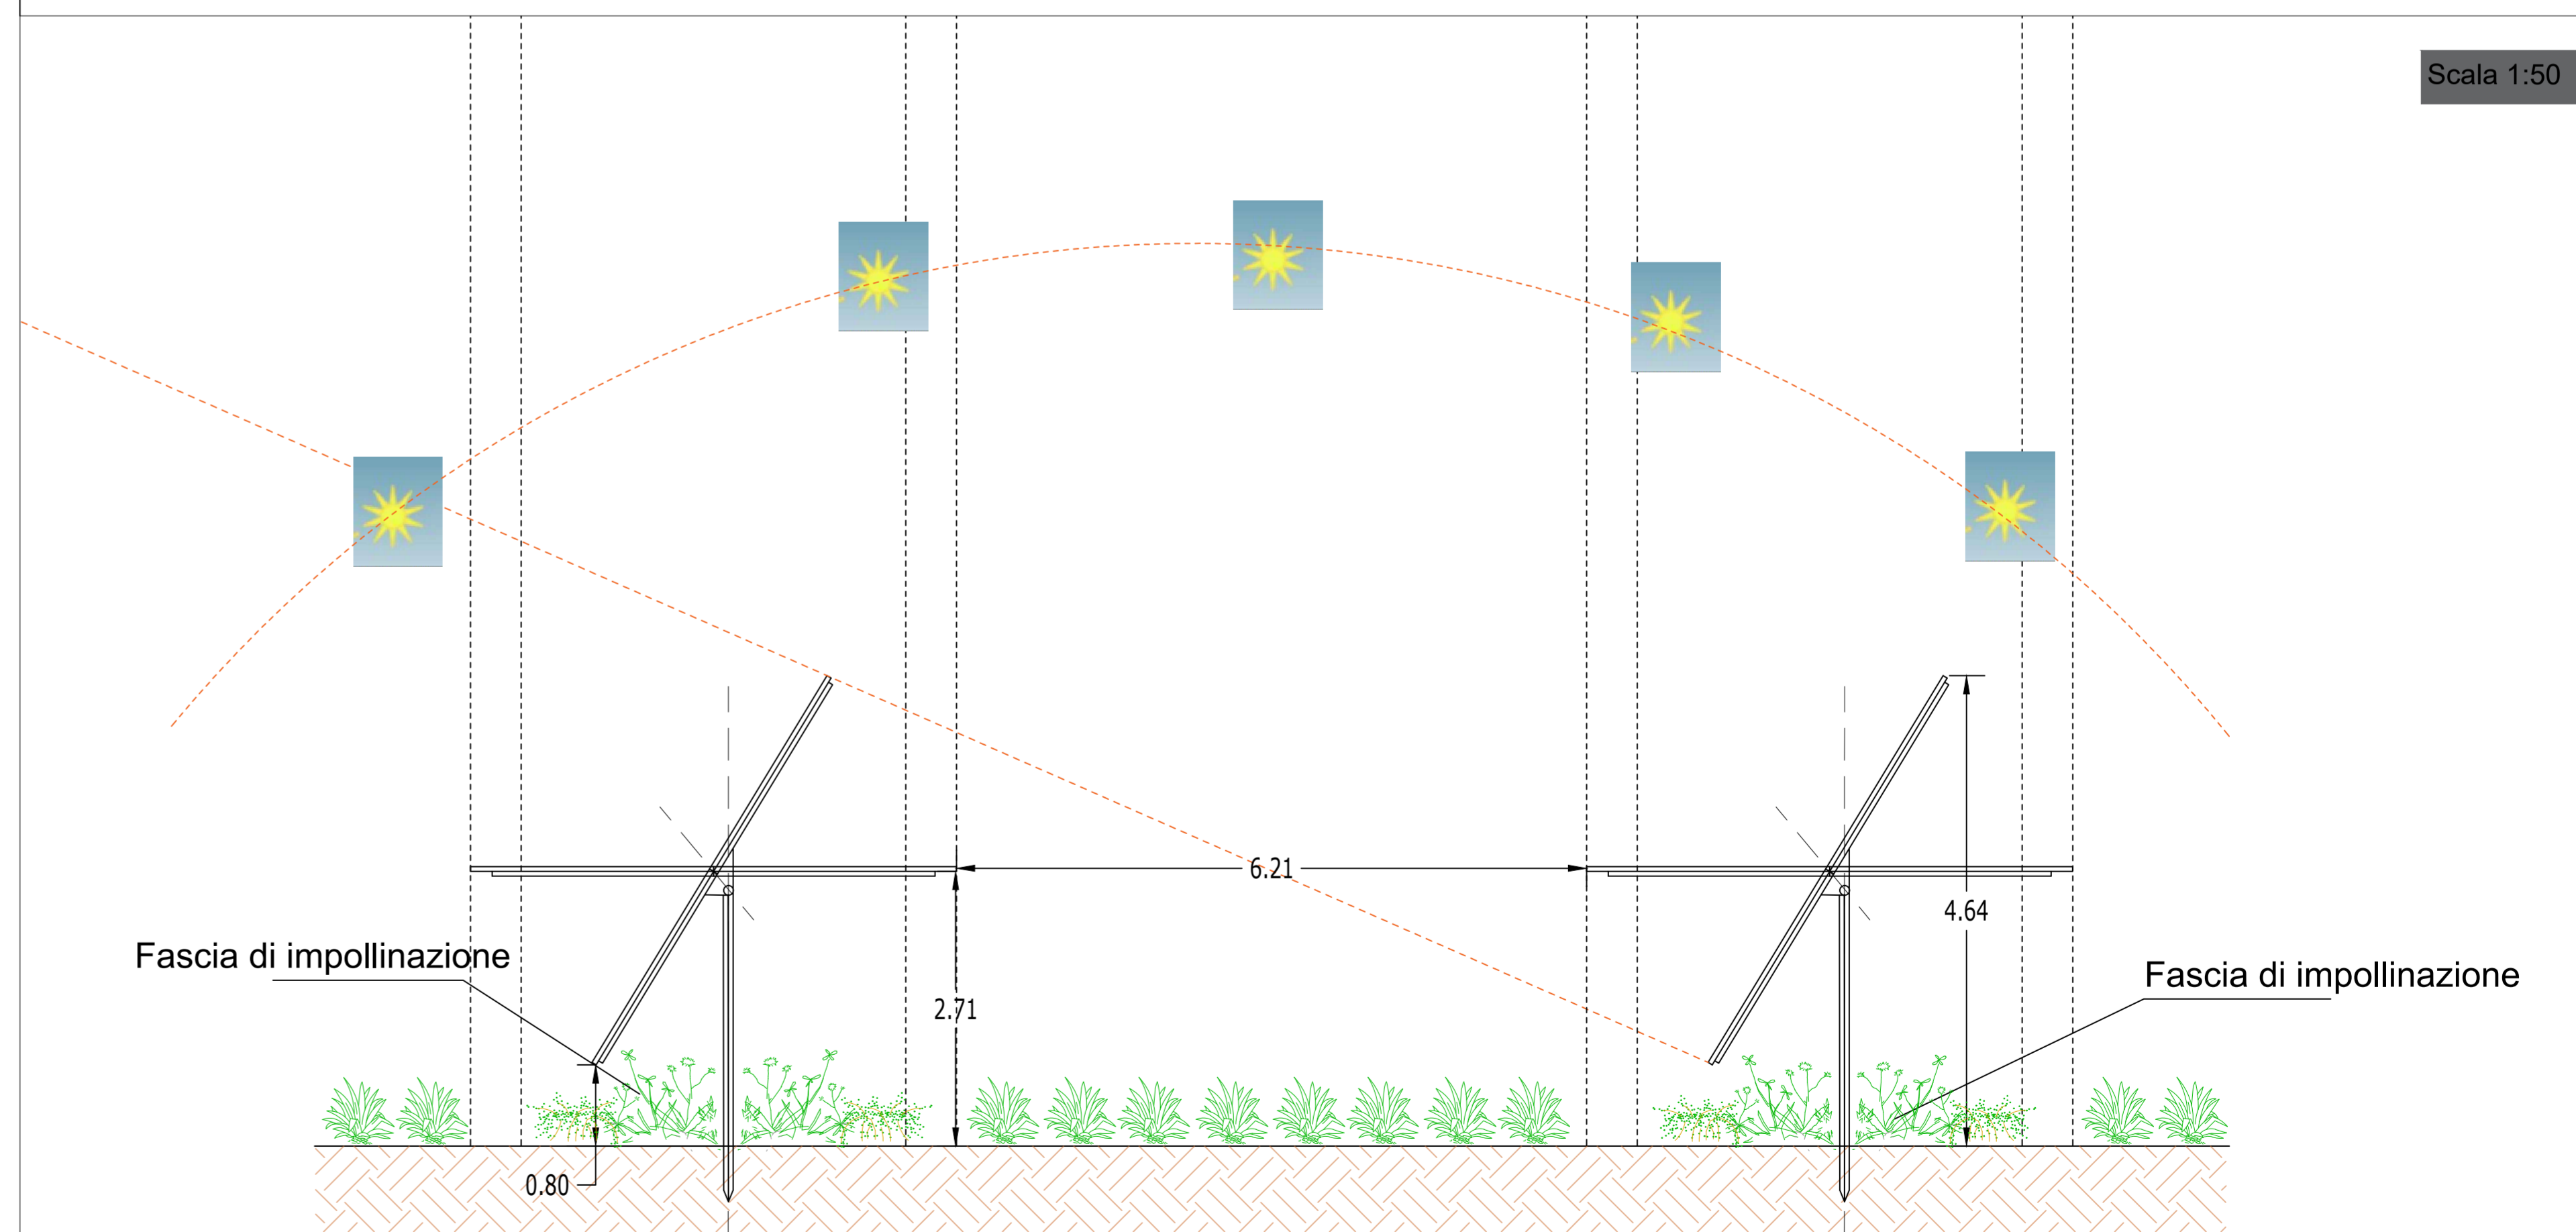 Scala 1:50
6.21
4.64
Fascia di impollinazione
Fascia di impollinazione
2.71
0.80